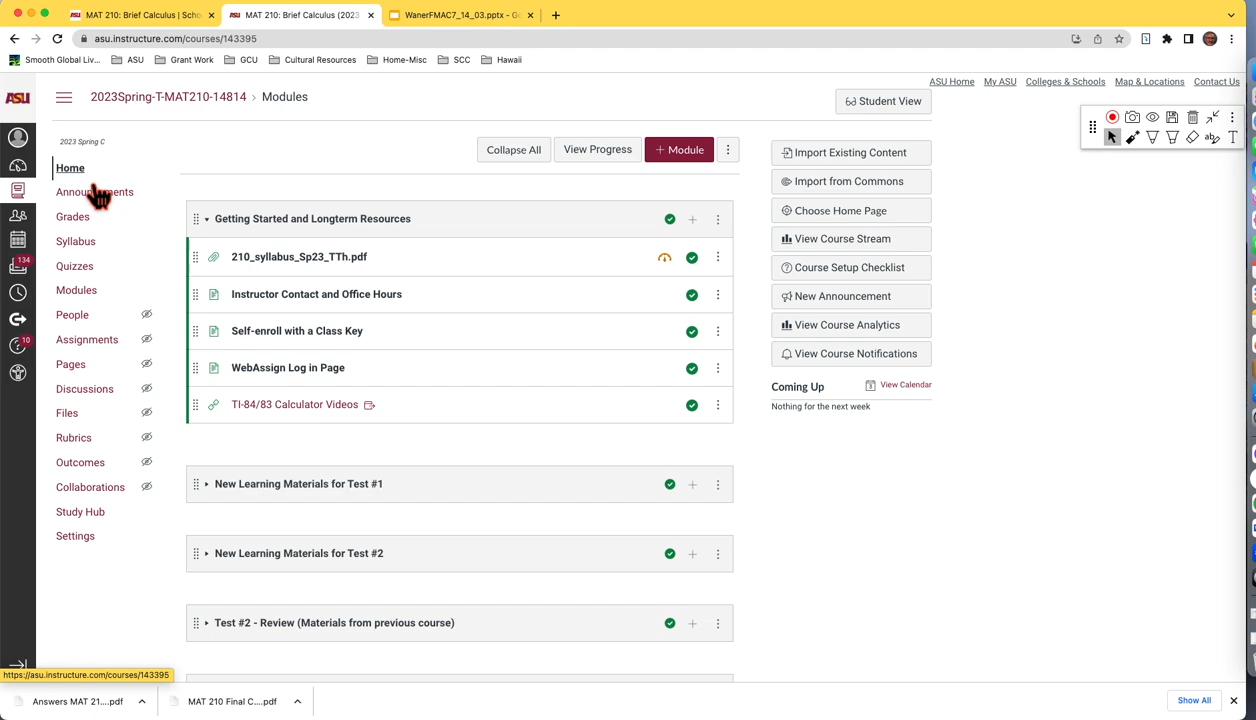 MAT 210: Brief Calculus | Scho
MAT 210: Brief Calculus (2023
WanerFMAC7_14_03.pptx - Go
asu.instructure.com/courses/143395
Smooth Global Liv...
ASU
Grant Work
GCU
Cultural Resources
Home-Misc
SCC
Hawaii
ASU Home
My ASU
Colleges & Schools
Map & Locations
Contact Us
ASU
2023Spring-T-MAT210-14814 › Modules
Student View
2023 Spring C
Home
Announcements
Grades
Syllabus
Quizzes
Modules
People
Assignments
Pages
Discussions
Files
Rubrics
Outcomes
Collaborations
Study Hub
Settings
134
10
Collapse All
View Progress
+ Module
Getting Started and Longterm Resources
210_syllabus_Sp23_TTh.pdf
Instructor Contact and Office Hours
Self-enroll with a Class Key
WebAssign Log in Page
TI-84/83 Calculator Videos
New Learning Materials for Test #1
New Learning Materials for Test #2
Test #2 - Review (Materials from previous course)
Import Existing Content
Import from Commons
Choose Home Page
View Course Stream
Course Setup Checklist
New Announcement
View Course Analytics
View Course Notifications
Coming Up
View Calendar
Nothing for the next week
https://asu.instructure.com/courses/143395
Answers MAT 21....pdf
MAT 210 Final C....pdf
Show All